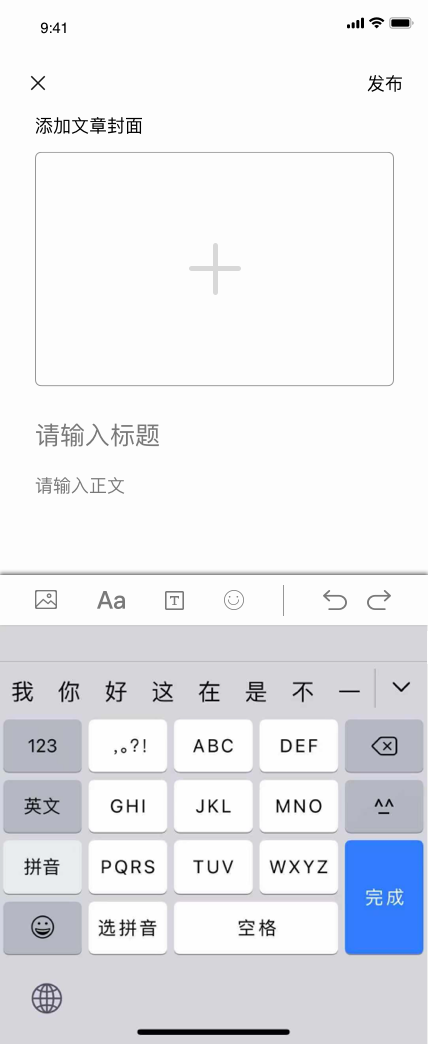 9:41
发布
添加文章封面
请输入标题
请输入正文
Aa T
我 你 好 这 在 是 不 一
123 ,。?! ABC DEF
英文 GHI JKL MNO ^^
拼音 PQRS TUV WXYZ
完成
选拼音 空格